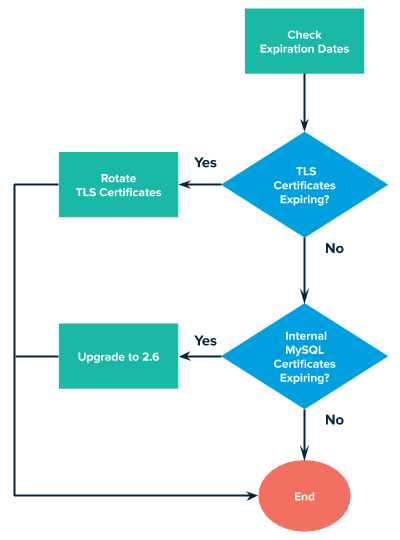 Check
Expiration Dates
TLS
Certificates
Expiring?
Yes
Rotate
TLS Certificates
No
Internal
MySQL
Certificates
Expiring?
Yes
Upgrade to 2.6
No
End